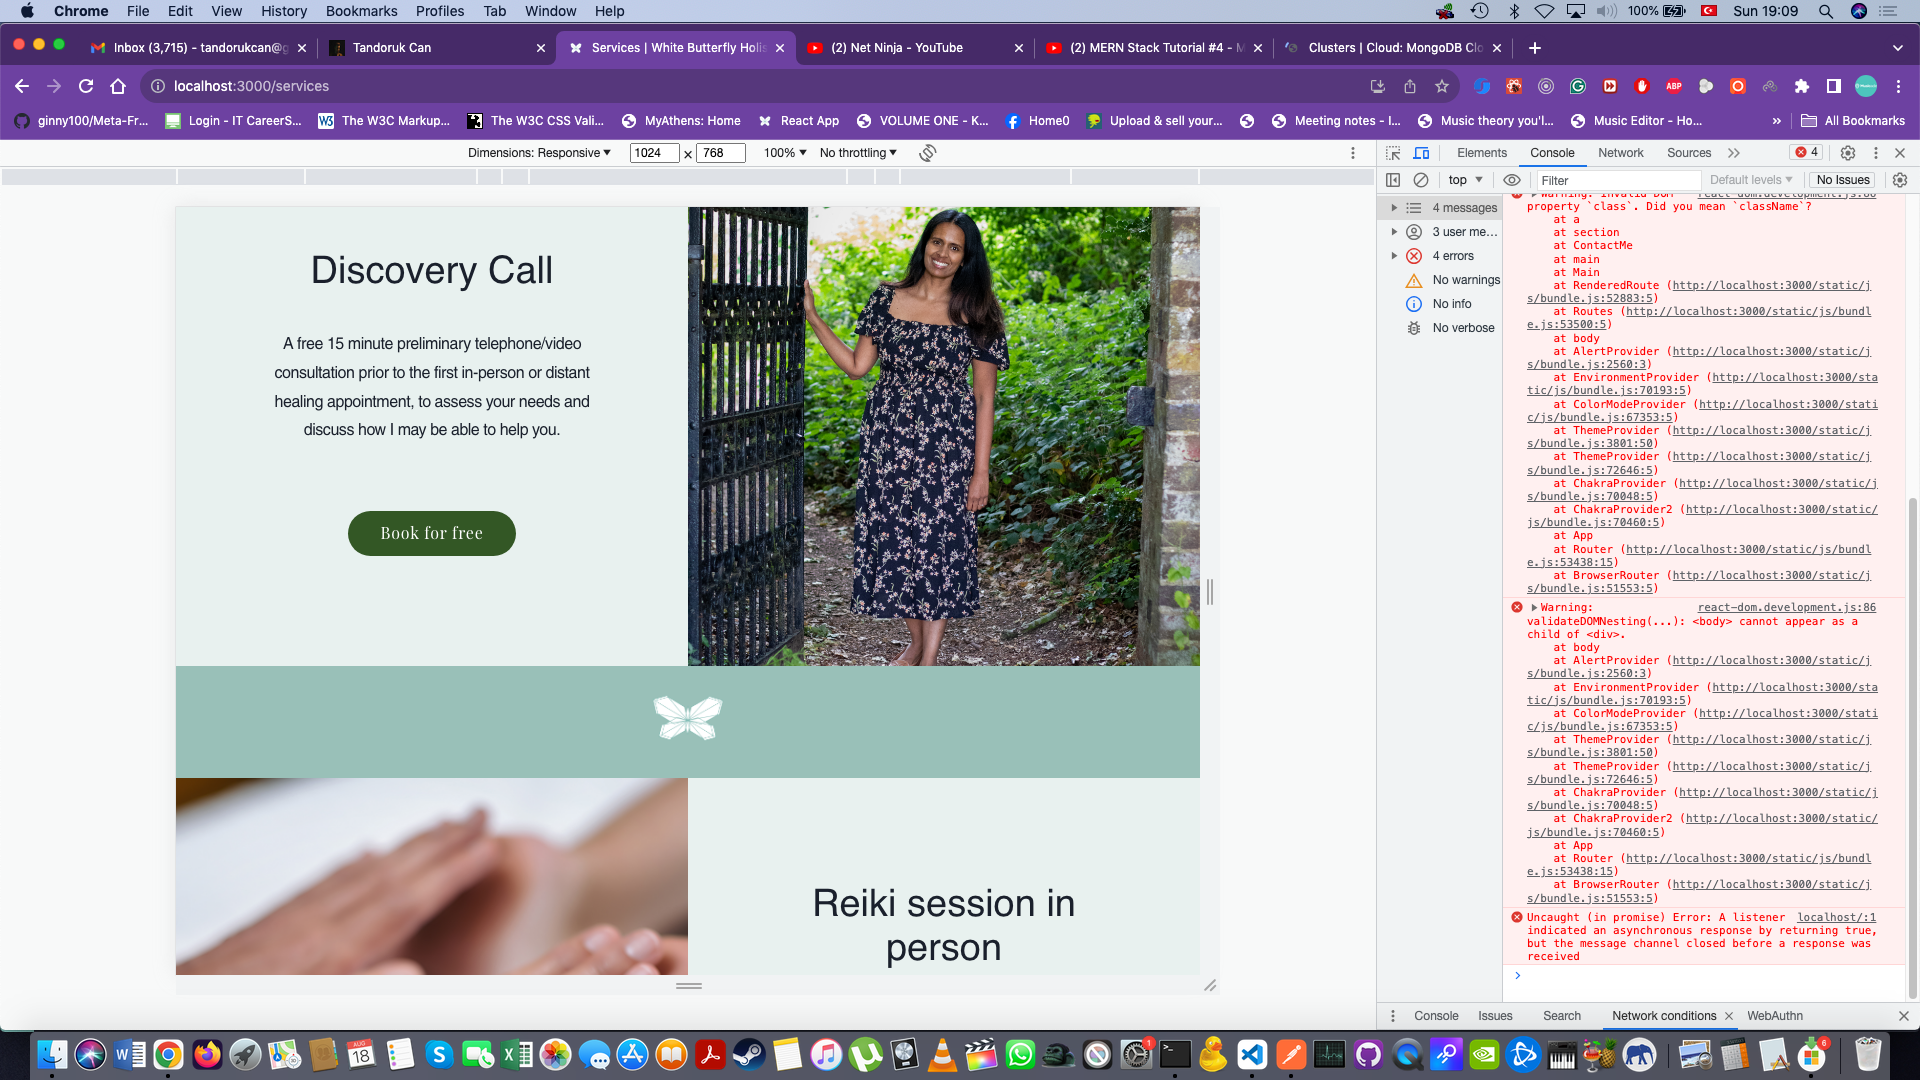 Chrome File Edit View History Bookmarks Profiles Tab Window Help 100% Sun 19:09
Inbox (3,715) - tandorukcan@g
Tandoruk Can
Services | White Butterfly Holis
(2) Net Ninja - YouTube
(2) MERN Stack Tutorial #4 - M
Clusters | Cloud: MongoDB Clo
localhost:3000/services
ABP
ginny100/Meta-Fr...
Login - IT CareerS...
The W3C Markup...
The W3C CSS Vali...
MyAthens: Home
React App
VOLUME ONE - K...
Home0
Upload & sell your...
Meeting notes - I...
Music theory you'l...
Music Editor - Ho...
»
All Bookmarks
Dimensions: Responsive 1024 x 768 100% No throttling
Elements Console Network Sources 4
top Filter Default levels No Issues
4 messages
3 user me...
4 errors
No warnings
No info
No verbose
Discovery Call
A free 15 minute preliminary telephone/video
consultation prior to the first in-person or distant
healing appointment, to assess your needs and
discuss how I may be able to help you.
Book for free
Reiki session in
person
Warning: Invalid DOM react-dom.development.js:86
property `class`. Did you mean `className`?
at a
at section
at ContactMe
at main
at Main
at RenderedRoute (http://localhost:3000/static/j
s/bundle.js:52883:5)
at Routes (http://localhost:3000/static/js/bundl
e.js:53500:5)
at body
at AlertProvider (http://localhost:3000/static/j
s/bundle.js:2560:3)
at EnvironmentProvider (http://localhost:3000/sta
tic/js/bundle.js:70193:5)
at ColorModeProvider (http://localhost:3000/stati
c/js/bundle.js:67353:5)
at ThemeProvider (http://localhost:3000/static/j
s/bundle.js:3801:50)
at ThemeProvider (http://localhost:3000/static/j
s/bundle.js:72646:5)
at ChakraProvider (http://localhost:3000/static/j
s/bundle.js:70048:5)
at ChakraProvider2 (http://localhost:3000/static/
js/bundle.js:70460:5)
at App
at Router (http://localhost:3000/static/js/bundl
e.js:53438:15)
at BrowserRouter (http://localhost:3000/static/j
s/bundle.js:51553:5)
Warning: react-dom.development.js:86
validateDOMNesting(...): <body> cannot appear as a
child of <div>.
at body
at AlertProvider (http://localhost:3000/static/j
s/bundle.js:2560:3)
at EnvironmentProvider (http://localhost:3000/sta
tic/js/bundle.js:70193:5)
at ColorModeProvider (http://localhost:3000/stati
c/js/bundle.js:67353:5)
at ThemeProvider (http://localhost:3000/static/j
s/bundle.js:3801:50)
at ThemeProvider (http://localhost:3000/static/j
s/bundle.js:72646:5)
at ChakraProvider (http://localhost:3000/static/j
s/bundle.js:70048:5)
at ChakraProvider2 (http://localhost:3000/static/
js/bundle.js:70460:5)
at App
at Router (http://localhost:3000/static/js/bundl
e.js:53438:15)
at BrowserRouter (http://localhost:3000/static/j
s/bundle.js:51553:5)
Uncaught (in promise) Error: A listener localhost/:1
indicated an asynchronous response by returning true,
but the message channel closed before a response was
received
Console Issues Search Network conditions WebAuthn
AUG
18
1
6